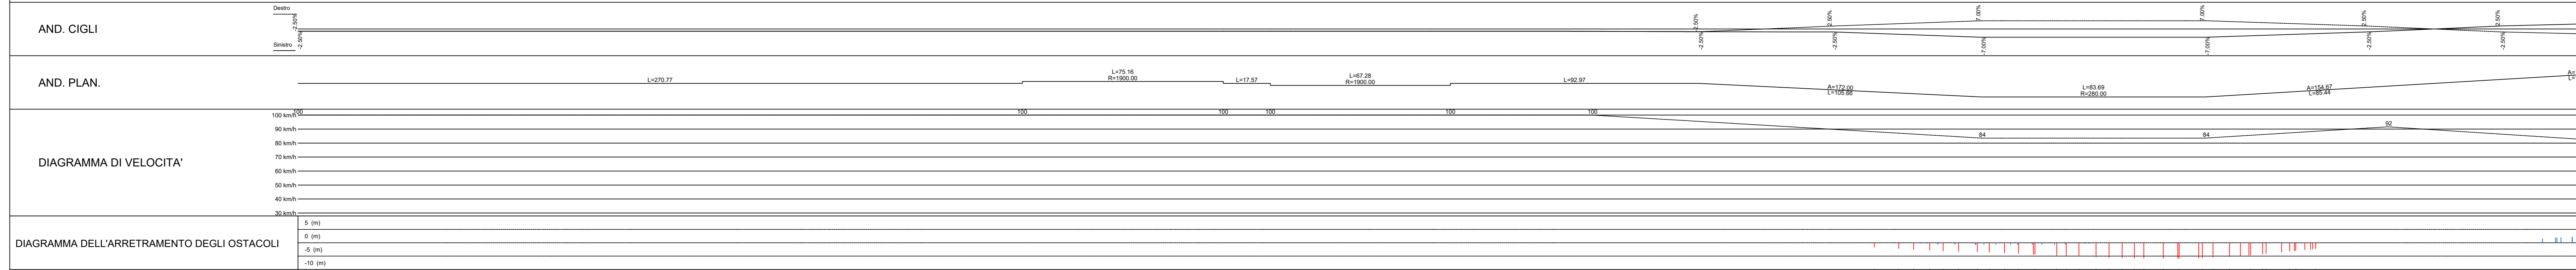 Destro
-2.50%
-2.50%
2.50%
7.00%
7.00%
2.50%
2.50%
AND. CIGLI
-2.50%
-2.50%
-2.50%
-7.00%
-7.00%
-2.50%
-2.50%
Sinistro
AND. PLAN.
L=270.77
L=75.16
R=1900.00
L=17.57
L=67.28
R=1900.00
L=92.97
A=172.00
L=105.66
L=83.69
R=280.00
A=154.67
L=85.44
A=
L=
100
100
100
100
100
100
84
84
92
DIAGRAMMA DI VELOCITA'
100 km/h
90 km/h
80 km/h
70 km/h
60 km/h
50 km/h
40 km/h
30 km/h
DIAGRAMMA DELL'ARRETRAMENTO DEGLI OSTACOLI
5 (m)
0 (m)
-5 (m)
-10 (m)